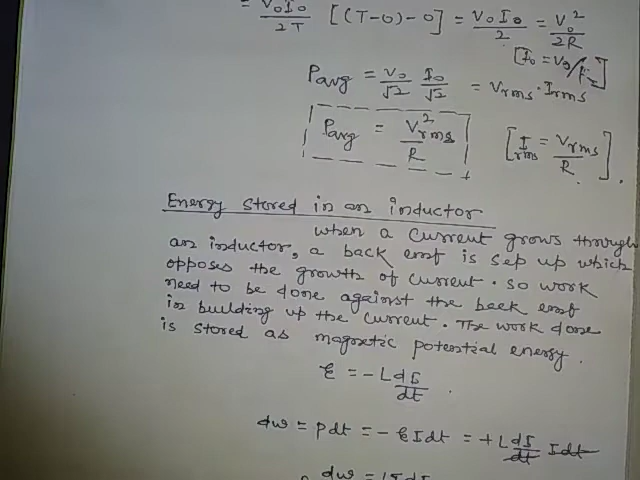 = V₀I₀/2T [(T-0)-0] = V₀I₀/2 = V₀²/2R
[I₀ = V₀/R]
Pavg = V₀/√2 I₀/√2 = Vrms · Irms
Pavg = V²rms/R [Irms = Vrms/R].
Energy stored in an inductor
when a current grows through
an inductor, a back emf is sep up which
opposes the growth of current. so work
need to be done against the back emf
in building up the current. The work done
is stored as magnetic potential energy.
ℰ = -L dI/dt.
dw = pdt = -ℰIdt = +L dI/dt Idt
dw = LIdI